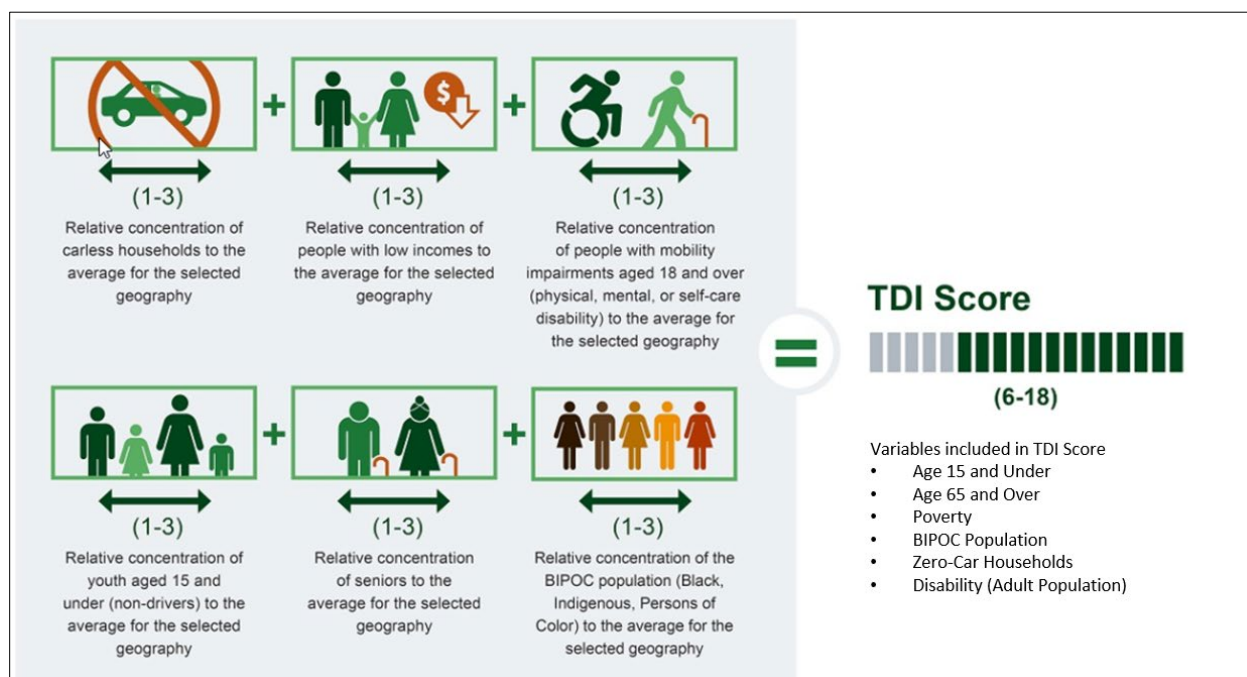 $
(1-3)
Relative concentration of
carless households to the
average for the selected
geography
(1-3)
Relative concentration of
people with low incomes to
the average for the selected
geography
(1-3)
Relative concentration
of people with mobility
impairments aged 18 and over
(physical, mental, or self-care
disability) to the average for
the selected geography
(1-3)
Relative concentration of
youth aged 15 and
under (non-drivers) to the
average for the selected
geography
(1-3)
Relative concentration
of seniors to the
average for the selected
geography
(1-3)
Relative concentration of the
BIPOC population (Black,
Indigenous, Persons of
Color) to the average for the
selected geography
TDI Score
(6-18)
Variables included in TDI Score
• Age 15 and Under
• Age 65 and Over
• Poverty
• BIPOC Population
• Zero-Car Households
• Disability (Adult Population)